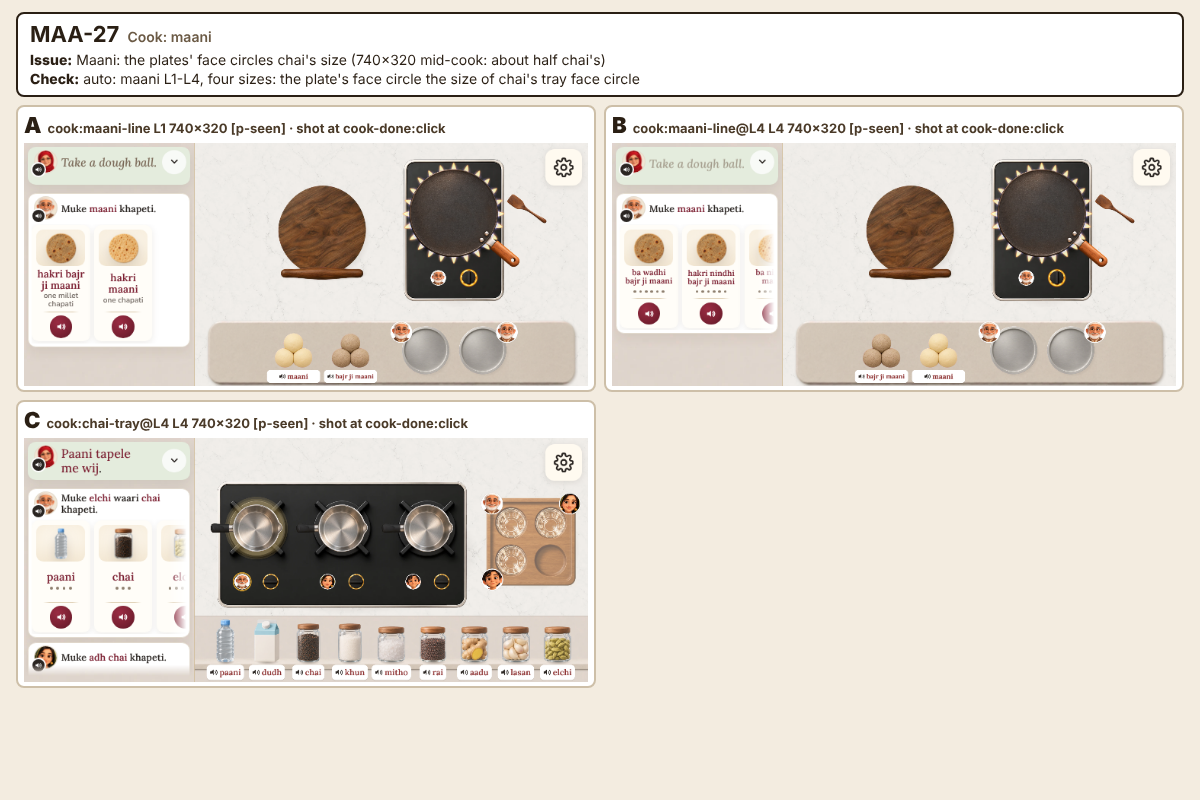 MAA-27 Cook: maani
Issue: Maani: the plates' face circles chai's size (740×320 mid-cook: about half chai's)
Check: auto: maani L1-L4, four sizes: the plate's face circle the size of chai's tray face circle
A cook:maani-line L1 740×320 [p-seen] · shot at cook-done:click
Take a dough ball.
Muke maani khapeti.
hakri bajr ji maani
one millet chapati
hakri maani
one chapati
maani
bajr ji maani
B cook:maani-line@L4 L4 740×320 [p-seen] · shot at cook-done:click
Take a dough ball.
Muke maani khapeti.
ba wadhi bajr ji maani
hakri nindhi bajr ji maani
bajr ji maani
maani
C cook:chai-tray@L4 L4 740×320 [p-seen] · shot at cook-done:click
Paani tapele
me wij.
Muke elchi waari chai
khapeti.
paani
chai
Muke adh chai khapeti.
paani
dudh
chai
khun
mitho
rai
aadu
lasan
elchi